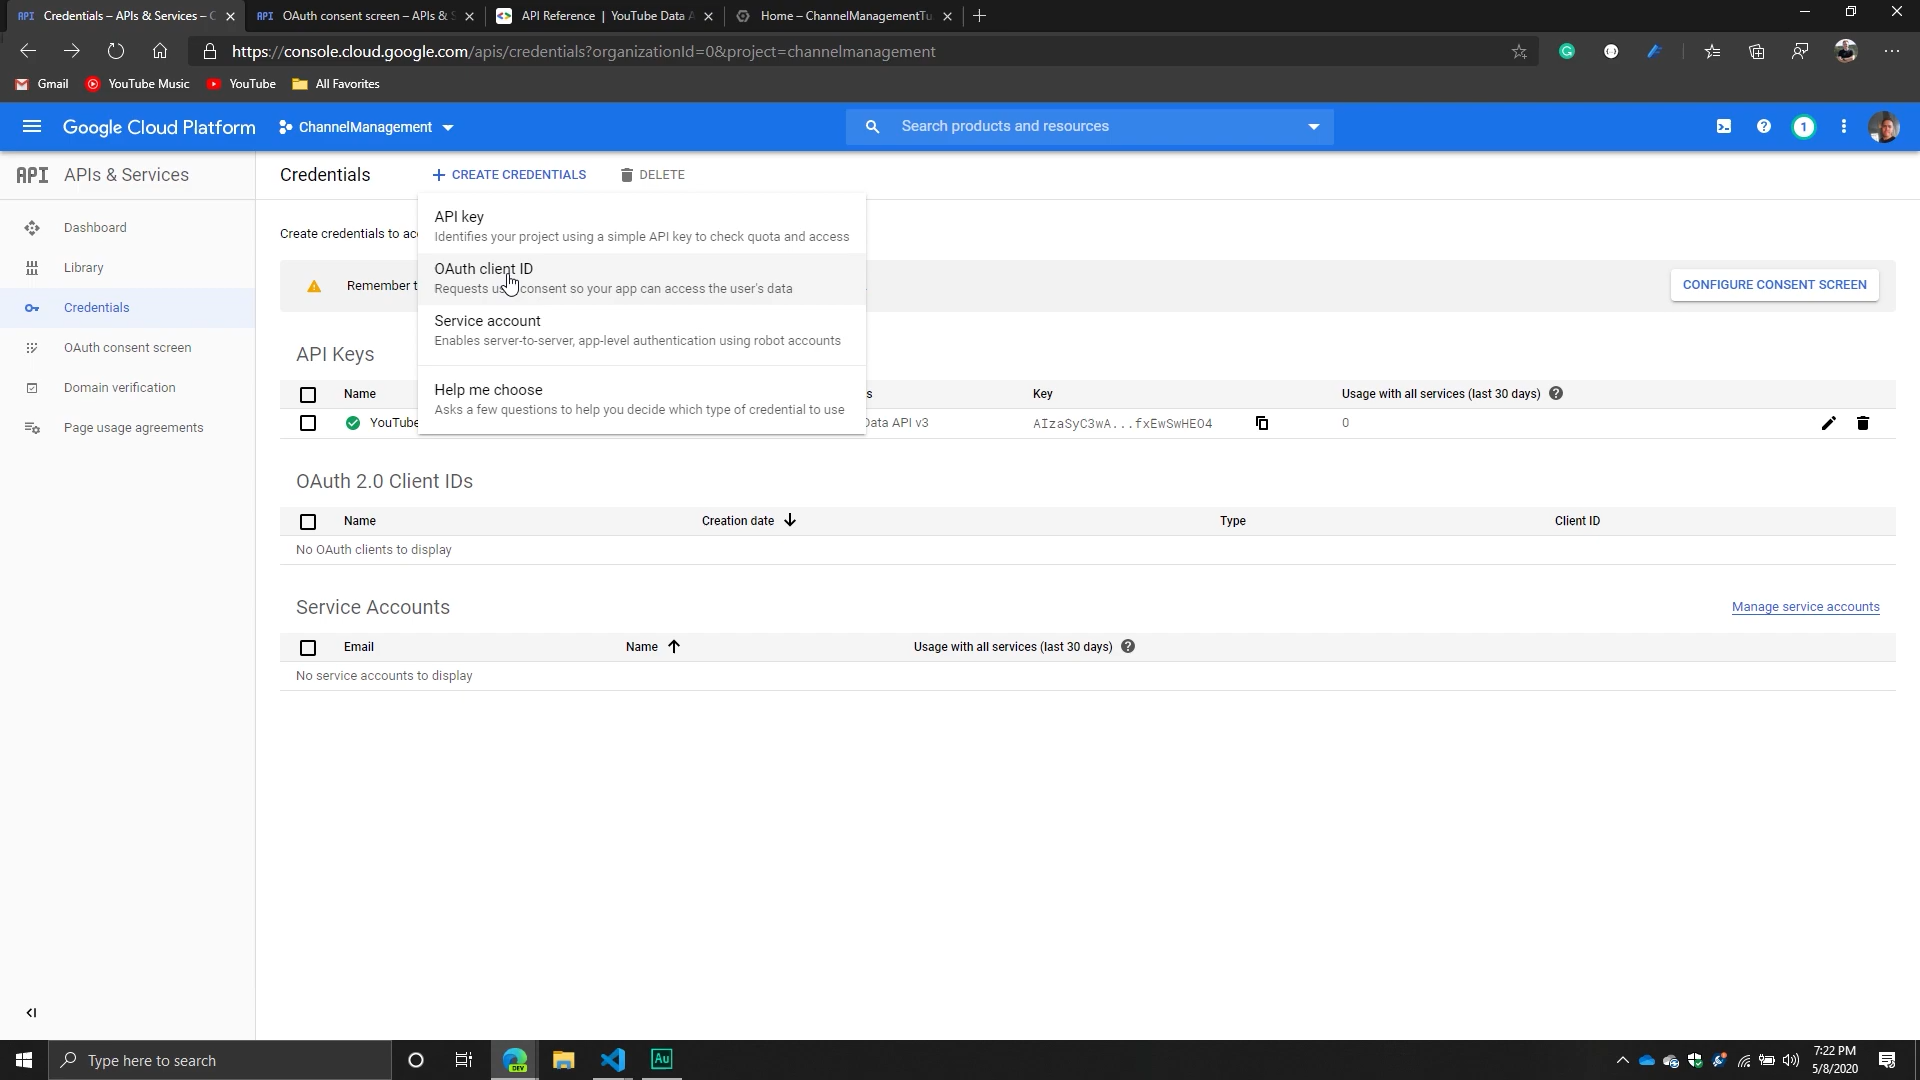 API Credentials – APIs & Services – C
API OAuth consent screen – APIs & S
API Reference | YouTube Data A
Home – ChannelManagementTu
https://console.cloud.google.com/apis/credentials?organizationId=0&project=channelmanagement
Gmail YouTube Music YouTube All Favorites
Google Cloud Platform ChannelManagement Search products and resources 1
API APIs & Services
Credentials CREATE CREDENTIALS DELETE
Dashboard
Library
Credentials
OAuth consent screen
Domain verification
Page usage agreements
Create credentials to
API key
Identifies your project using a simple API key to check quota and access
OAuth client ID
Requests consent so your app can access the user's data
Service account
Enables server-to-server, app-level authentication using robot accounts
Help me choose
Asks a few questions to help you decide which type of credential to use
Remember
CONFIGURE CONSENT SCREEN
API Keys
Name Key Usage with all services (last 30 days)
YouTube Data API v3 AIzaSyC3wA...fxEwSwHEO4 0
OAuth 2.0 Client IDs
Name Creation date Type Client ID
No OAuth clients to display
Service Accounts
Manage service accounts
Email Name Usage with all services (last 30 days)
No service accounts to display
Type here to search
DEV
Au
7:22 PM
5/8/2020